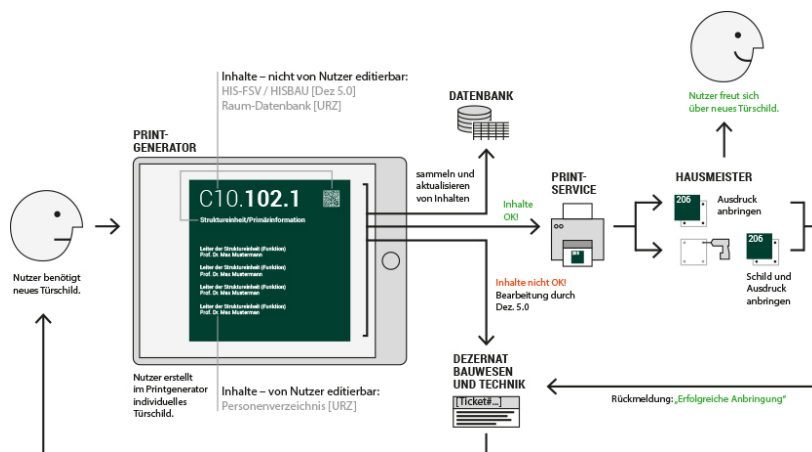 Inhalte – nicht von Nutzer editierbar:
HIS-FSV / HISBAU [Dez 5.0]
Raum-Datenbank [URZ]
PRINT-
GENERATOR
C10.102.1
Struktureinheit/Primärinformation
Leiter der Struktureinheit (Funktion)
Prof. Dr. Max Mustermann
Leiter der Struktureinheit (Funktion)
Prof. Dr. Max Musterman
Leiter der Struktureinheit (Funktion)
Prof. Dr. Max Musterman
Leiter der Struktureinheit (Funktion)
Prof. Dr. Max Musterman
Nutzer benötigt
neues Türschild.
Nutzer erstellt
im Printgenerator
individuelles
Türschild.
Inhalte – von Nutzer editierbar:
Personenverzeichnis [URZ]
DATENBANK
sammeln und
aktualisieren
von Inhalten
Inhalte
OK!
PRINT-
SERVICE
Inhalte nicht OK!
Bearbeitung durch
Dez. 5.0
DEZERNAT
BAUWESEN
UND TECHNIK
[Ticket#...]
HAUSMEISTER
206
Ausdruck
anbringen
206
Schild und
Ausdruck
anbringen
Nutzer freut sich
über neues Türschild.
Rückmeldung: „Erfolgreiche Anbringung“